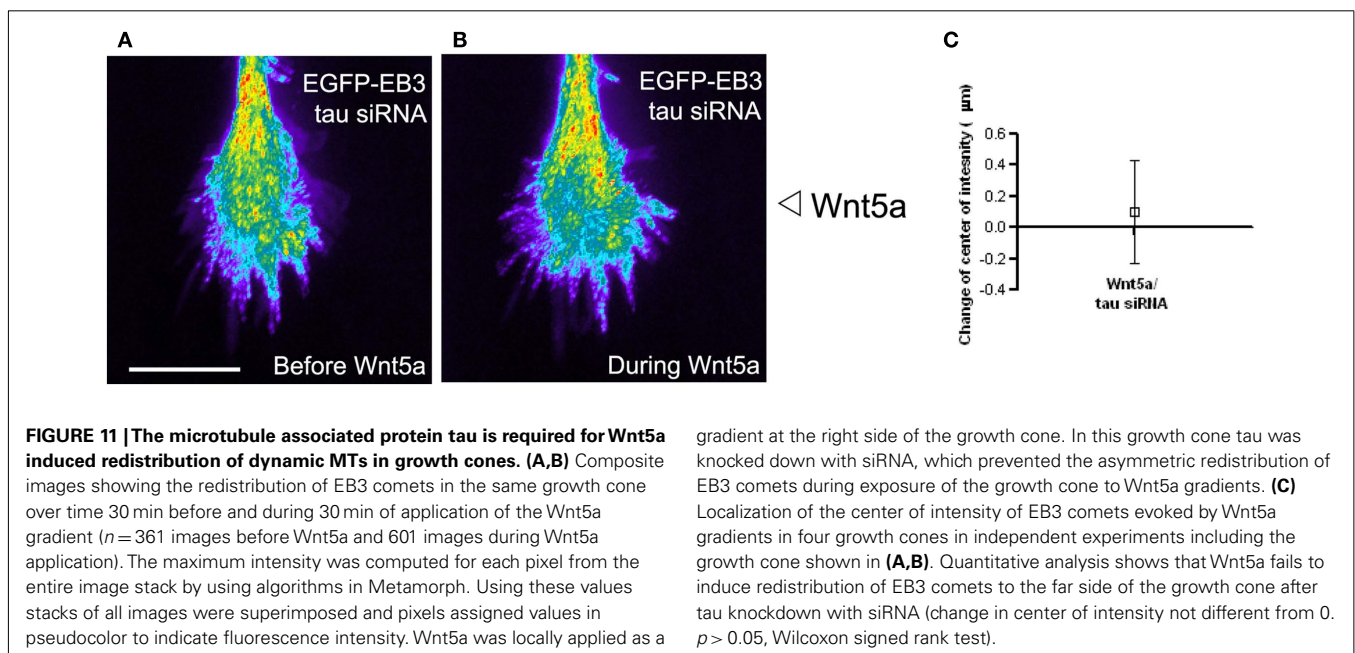 A
B
C
EGFP-EB3
tau siRNA
Before Wnt5a
EGFP-EB3
tau siRNA
During Wnt5a
Wnt5a
Change of center of intesnity ( µm)
0.6
0.4
0.2
0.0
-0.2
-0.4
Wnt5a/
tau siRNA
FIGURE 11 | The microtubule associated protein tau is required for Wnt5a
induced redistribution of dynamic MTs in growth cones. (A,B) Composite
images showing the redistribution of EB3 comets in the same growth cone
over time 30 min before and during 30 min of application of the Wnt5a
gradient (n = 361 images before Wnt5a and 601 images during Wnt5a
application). The maximum intensity was computed for each pixel from the
entire image stack by using algorithms in Metamorph. Using these values
stacks of all images were superimposed and pixels assigned values in
pseudocolor to indicate fluorescence intensity. Wnt5a was locally applied as a
gradient at the right side of the growth cone. In this growth cone tau was
knocked down with siRNA, which prevented the asymmetric redistribution of
EB3 comets during exposure of the growth cone to Wnt5a gradients. (C)
Localization of the center of intensity of EB3 comets evoked by Wnt5a
gradients in four growth cones in independent experiments including the
growth cone shown in (A,B). Quantitative analysis shows that Wnt5a fails to
induce redistribution of EB3 comets to the far side of the growth cone after
tau knockdown with siRNA (change in center of intensity not different from 0.
p > 0.05, Wilcoxon signed rank test).